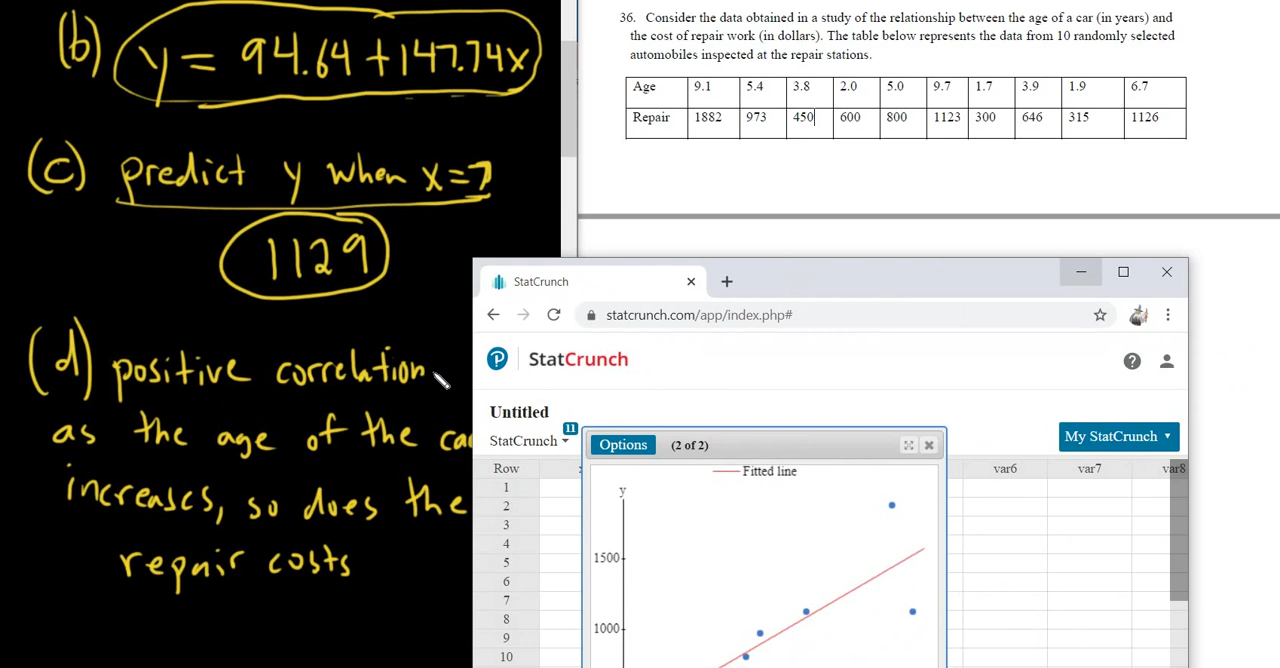 (b) y = 94.64 + 147.74x
(c) predict y when x=7
1129
(d) positive correlation
as the age of the ca
increases, so does the
repair costs
36. Consider the data obtained in a study of the relationship between the age of a car (in years) and
the cost of repair work (in dollars). The table below represents the data from 10 randomly selected
automobiles inspected at the repair stations.
Age 9.1 5.4 3.8 2.0 5.0 9.7 1.7 3.9 1.9 6.7
Repair 1882 973 450 600 800 1123 300 646 315 1126
StatCrunch
statcrunch.com/app/index.php#
P StatCrunch
Untitled
StatCrunch 11
My StatCrunch
Options (2 of 2)
Row var6 var7 var8
1
2
3
4
5
6
7
8
9
10
Fitted line
y
1500
1000